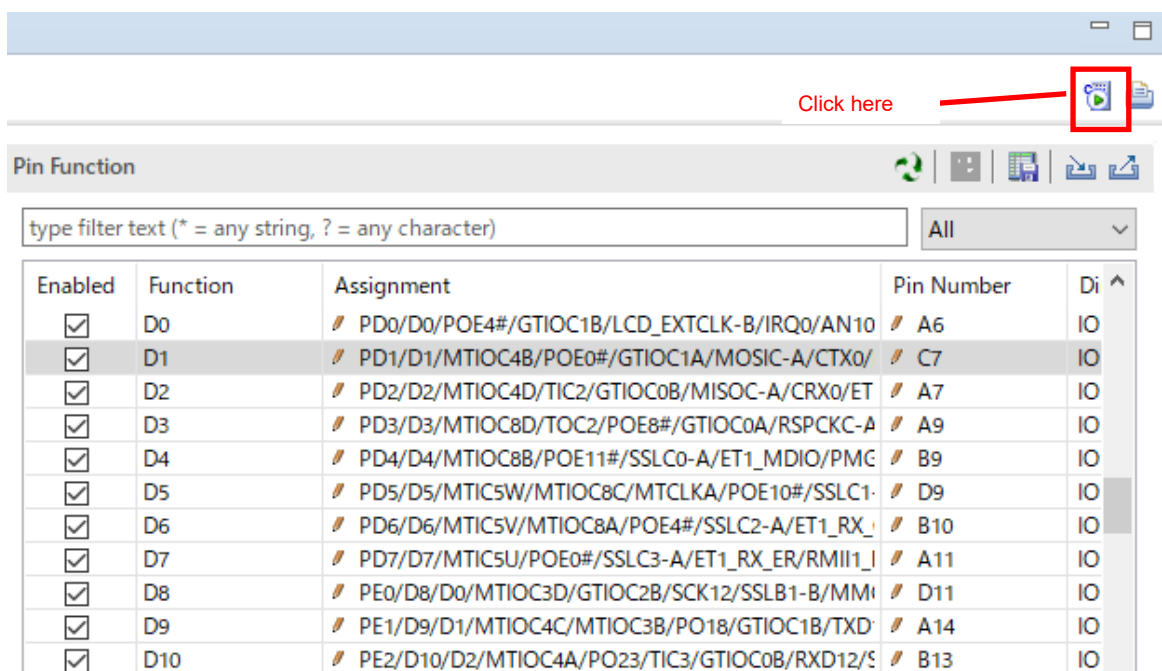 Click here
Pin Function
type filter text (* = any string, ? = any character) All
Enabled Function Assignment Pin Number Di
D0 PD0/D0/POE4#/GTIOC1B/LCD_EXTCLK-B/IRQ0/AN10 A6 IO
D1 PD1/D1/MTIOC4B/POE0#/GTIOC1A/MOSIC-A/CTX0/ C7 IO
D2 PD2/D2/MTIOC4D/TIC2/GTIOC0B/MISOC-A/CRX0/ET A7 IO
D3 PD3/D3/MTIOC8D/TOC2/POE8#/GTIOC0A/RSPCKC-A A9 IO
D4 PD4/D4/MTIOC8B/POE11#/SSLC0-A/ET1_MDIO/PMG B9 IO
D5 PD5/D5/MTIC5W/MTIOC8C/MTCLKA/POE10#/SSLC1- D9 IO
D6 PD6/D6/MTIC5V/MTIOC8A/POE4#/SSLC2-A/ET1_RX_ B10 IO
D7 PD7/D7/MTIC5U/POE0#/SSLC3-A/ET1_RX_ER/RMII1_ A11 IO
D8 PE0/D8/D0/MTIOC3D/GTIOC2B/SCK12/SSLB1-B/MM D11 IO
D9 PE1/D9/D1/MTIOC4C/MTIOC3B/PO18/GTIOC1B/TXD A14 IO
D10 PE2/D10/D2/MTIOC4A/PO23/TIC3/GTIOC0B/RXD12/S B13 IO